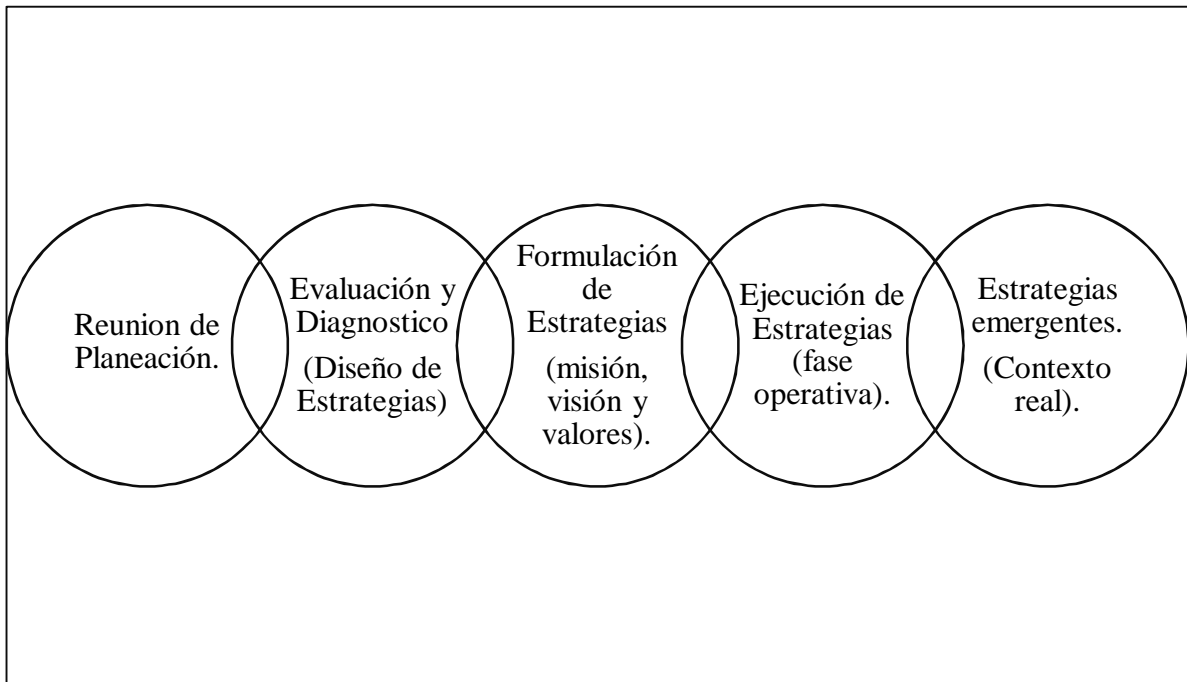 Reunion de
Planeación.
Evaluación y
Diagnostico
(Diseño de
Estrategias)
Formulación
de
Estrategias
(misión,
visión y
valores).
Ejecución de
Estrategias
(fase
operativa).
Estrategias
emergentes.
(Contexto
real).